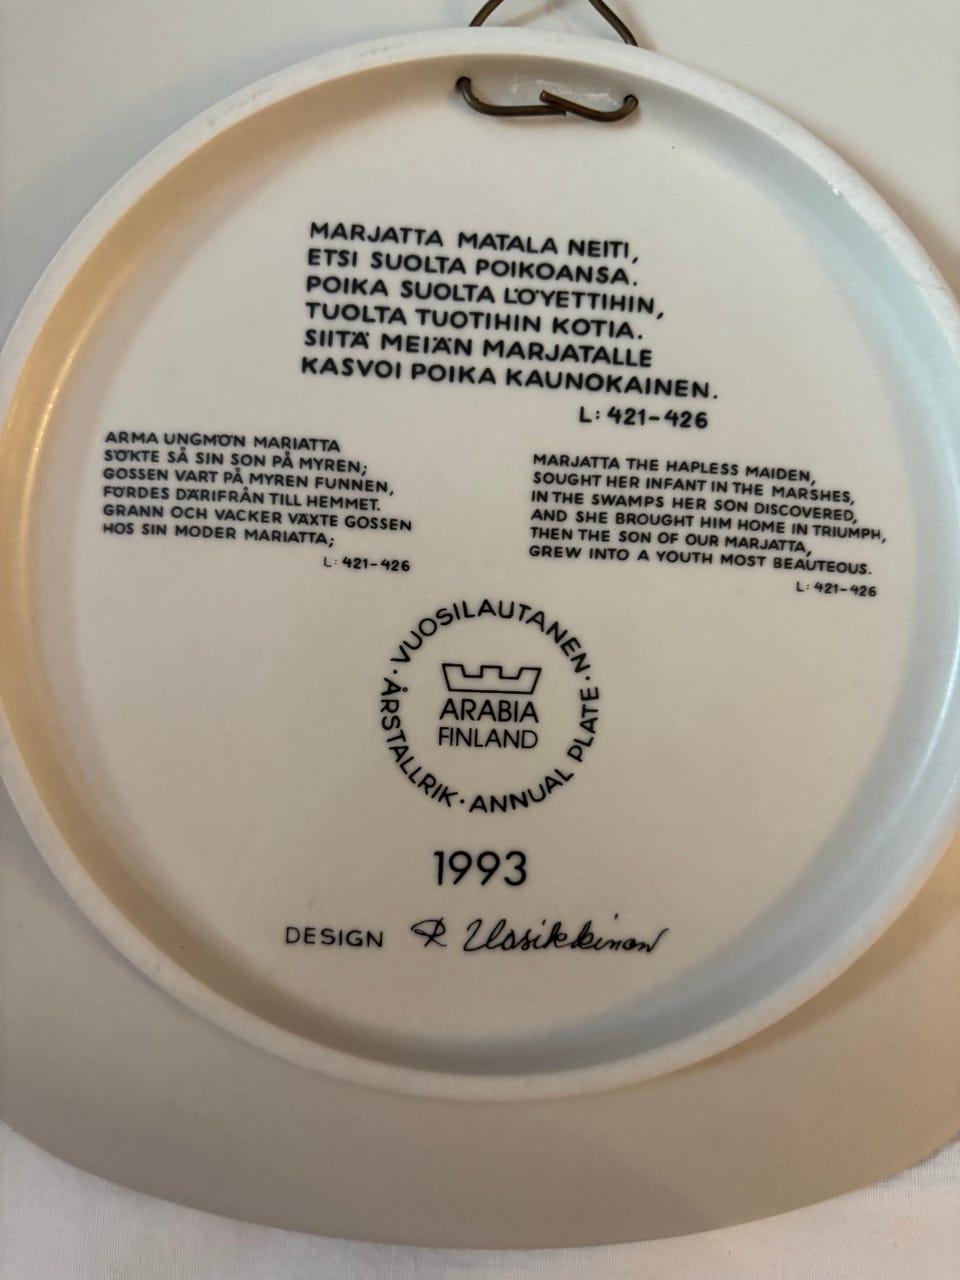 MARJATTA MATALA NEITI,
ETSI SUOLTA POIKOANSA.
POIKA SUOLTA LÖYETTIHIN,
TUOLTA TUOTIHIN KOTIA.
SIITÄ MEIÄN MARJATALLE
KASVOI POIKA KAUNOKAINEN.
L: 421-426
ARMA UNGMÖN MARIATTA
SÖKTE SÅ SIN SON PÅ MYREN;
GOSSEN VART PÅ MYREN FUNNEN,
FÖRDES DÄRIFRÅN TILL HEMMET.
GRANN OCH VACKER VÄXTE GOSSEN
HOS SIN MODER MARIATTA;
L: 421-426
MARJATTA THE HAPLESS MAIDEN,
SOUGHT HER INFANT IN THE MARSHES,
IN THE SWAMPS HER SON DISCOVERED,
AND SHE BROUGHT HIM HOME IN TRIUMPH,
THEN THE SON OF OUR MARJATTA,
GREW INTO A YOUTH MOST BEAUTEOUS.
L: 421-426
· VUOSILAUTANEN ·
ARABIA
FINLAND
ÅRSTALLRIK · ANNUAL PLATE
1993
DESIGN R Uosikkinen